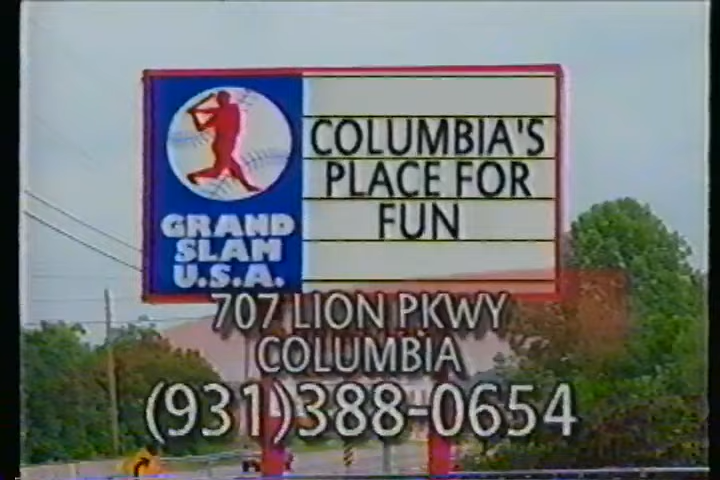 GRAND
SLAM
U.S.A.
COLUMBIA'S
PLACE FOR
FUN
707 LION PKWY
COLUMBIA
(931)388-0654